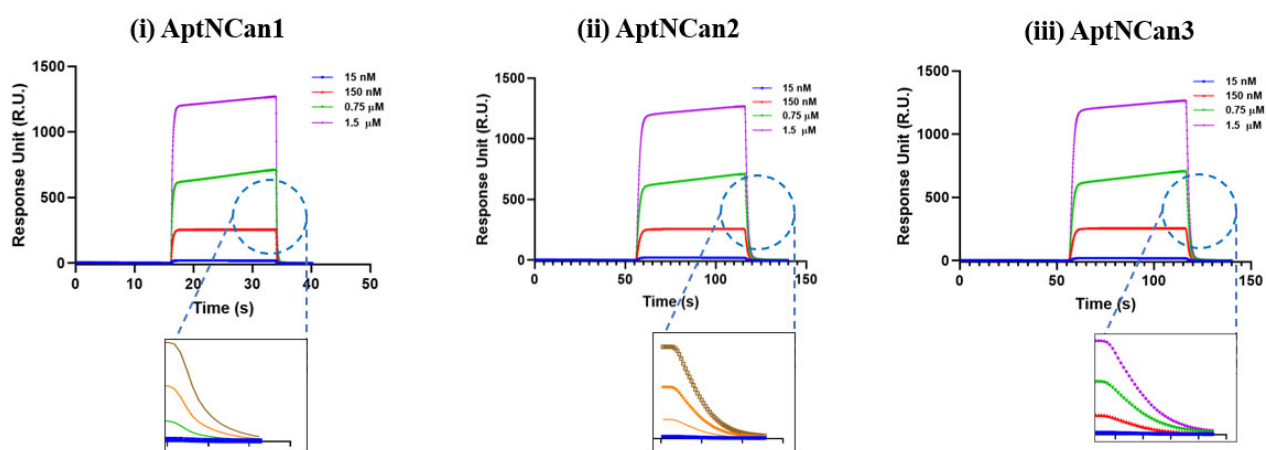 (i) AptNCan1
Response Unit (R.U.)
1500
1000
500
0
0 10 20 30 40 50
Time (s)
15 nM
150 nM
0.75 μM
1.5 μM
(ii) AptNCan2
Response Unit (R.U.)
1500
1000
500
0
0 50 100 150
Time (s)
15 nM
150 nM
0.75 μM
1.5 μM
(iii) AptNCan3
Response Unit (R.U.)
1500
1000
500
0
0 50 100 150
Time (s)
15 nM
150 nM
0.75 μM
1.5 μM